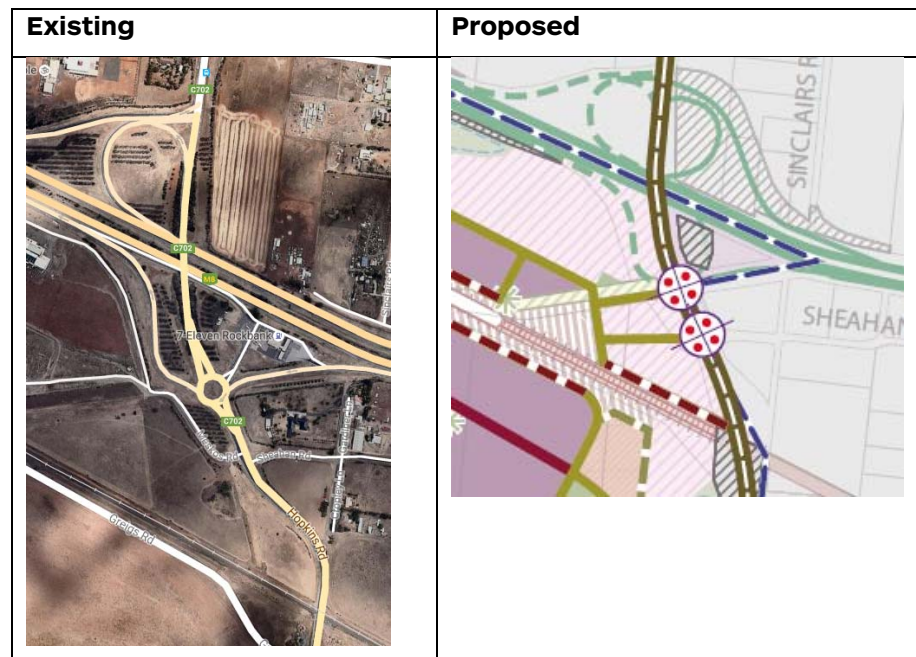 Existing
Proposed
C702
C702
M8
7-Eleven Rockbank
C702
Sheahan Rd
Hopkins Rd
Greigs Rd
SINCLAIRS R
SHEAHAN